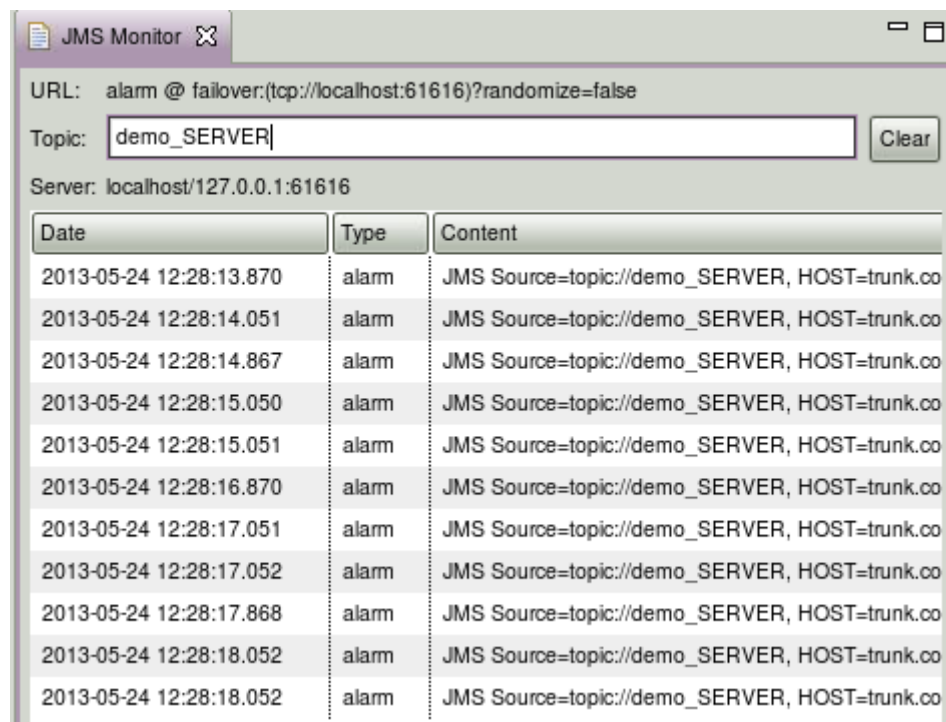 JMS Monitor
URL: alarm @ failover:(tcp://localhost:61616)?randomize=false
Topic: demo_SERVER Clear
Server: localhost/127.0.0.1:61616
Date Type Content
2013-05-24 12:28:13.870 alarm JMS Source=topic://demo_SERVER, HOST=trunk.co
2013-05-24 12:28:14.051 alarm JMS Source=topic://demo_SERVER, HOST=trunk.co
2013-05-24 12:28:14.867 alarm JMS Source=topic://demo_SERVER, HOST=trunk.co
2013-05-24 12:28:15.050 alarm JMS Source=topic://demo_SERVER, HOST=trunk.co
2013-05-24 12:28:15.051 alarm JMS Source=topic://demo_SERVER, HOST=trunk.co
2013-05-24 12:28:16.870 alarm JMS Source=topic://demo_SERVER, HOST=trunk.co
2013-05-24 12:28:17.051 alarm JMS Source=topic://demo_SERVER, HOST=trunk.co
2013-05-24 12:28:17.052 alarm JMS Source=topic://demo_SERVER, HOST=trunk.co
2013-05-24 12:28:17.868 alarm JMS Source=topic://demo_SERVER, HOST=trunk.co
2013-05-24 12:28:18.052 alarm JMS Source=topic://demo_SERVER, HOST=trunk.co
2013-05-24 12:28:18.052 alarm JMS Source=topic://demo_SERVER, HOST=trunk.co